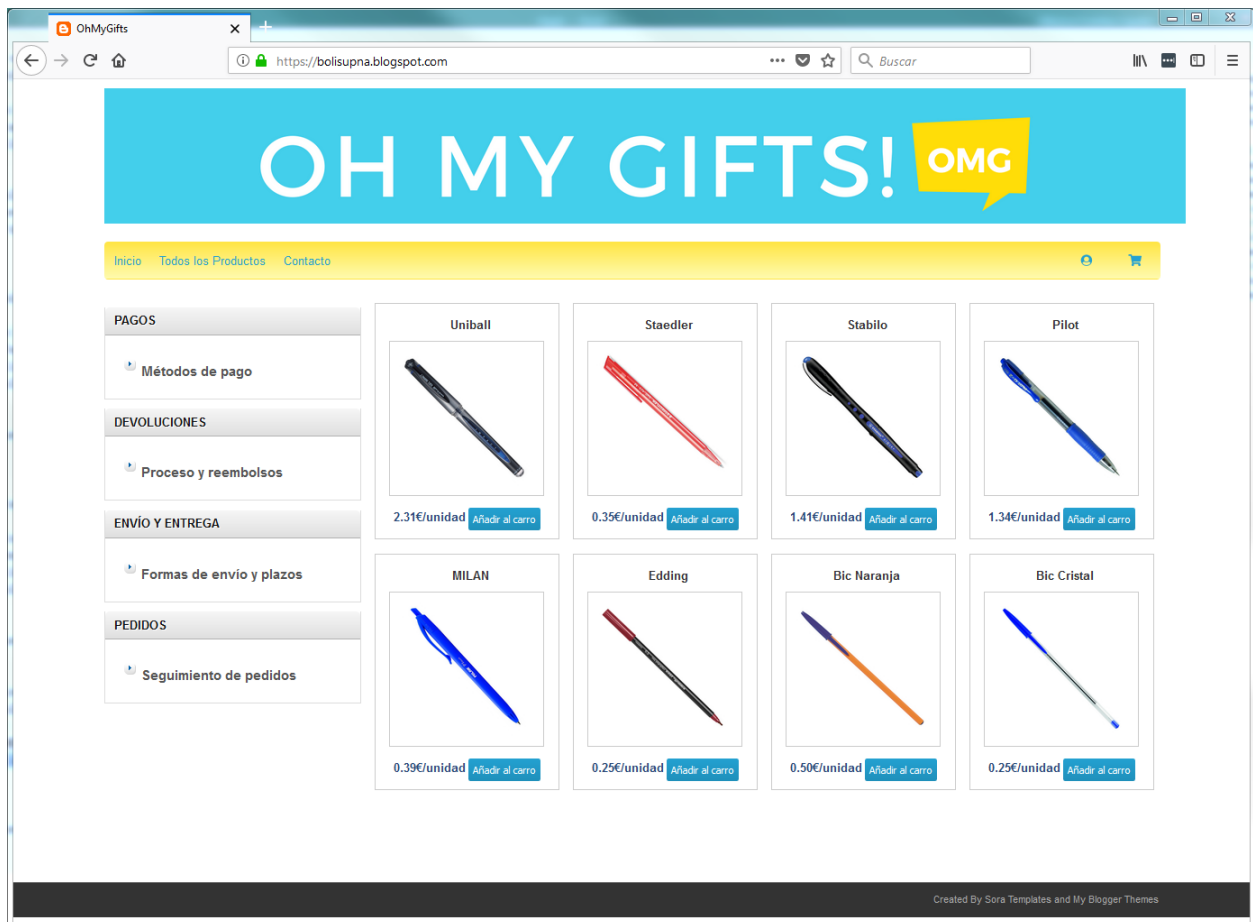 OhMyGifts
https://bolisupna.blogspot.com
Buscar
OH MY GIFTS! OMG
Inicio Todos los Productos Contacto
PAGOS
Métodos de pago
DEVOLUCIONES
Proceso y reembolsos
ENVÍO Y ENTREGA
Formas de envío y plazos
PEDIDOS
Seguimiento de pedidos
Uniball Staedler Stabilo Pilot
2.31€/unidad Añadir al carro 0.35€/unidad Añadir al carro 1.41€/unidad Añadir al carro 1.34€/unidad Añadir al carro
MILAN Edding Bic Naranja Bic Cristal
0.39€/unidad Añadir al carro 0.25€/unidad Añadir al carro 0.50€/unidad Añadir al carro 0.25€/unidad Añadir al carro
Created By Sora Templates and My Blogger Themes